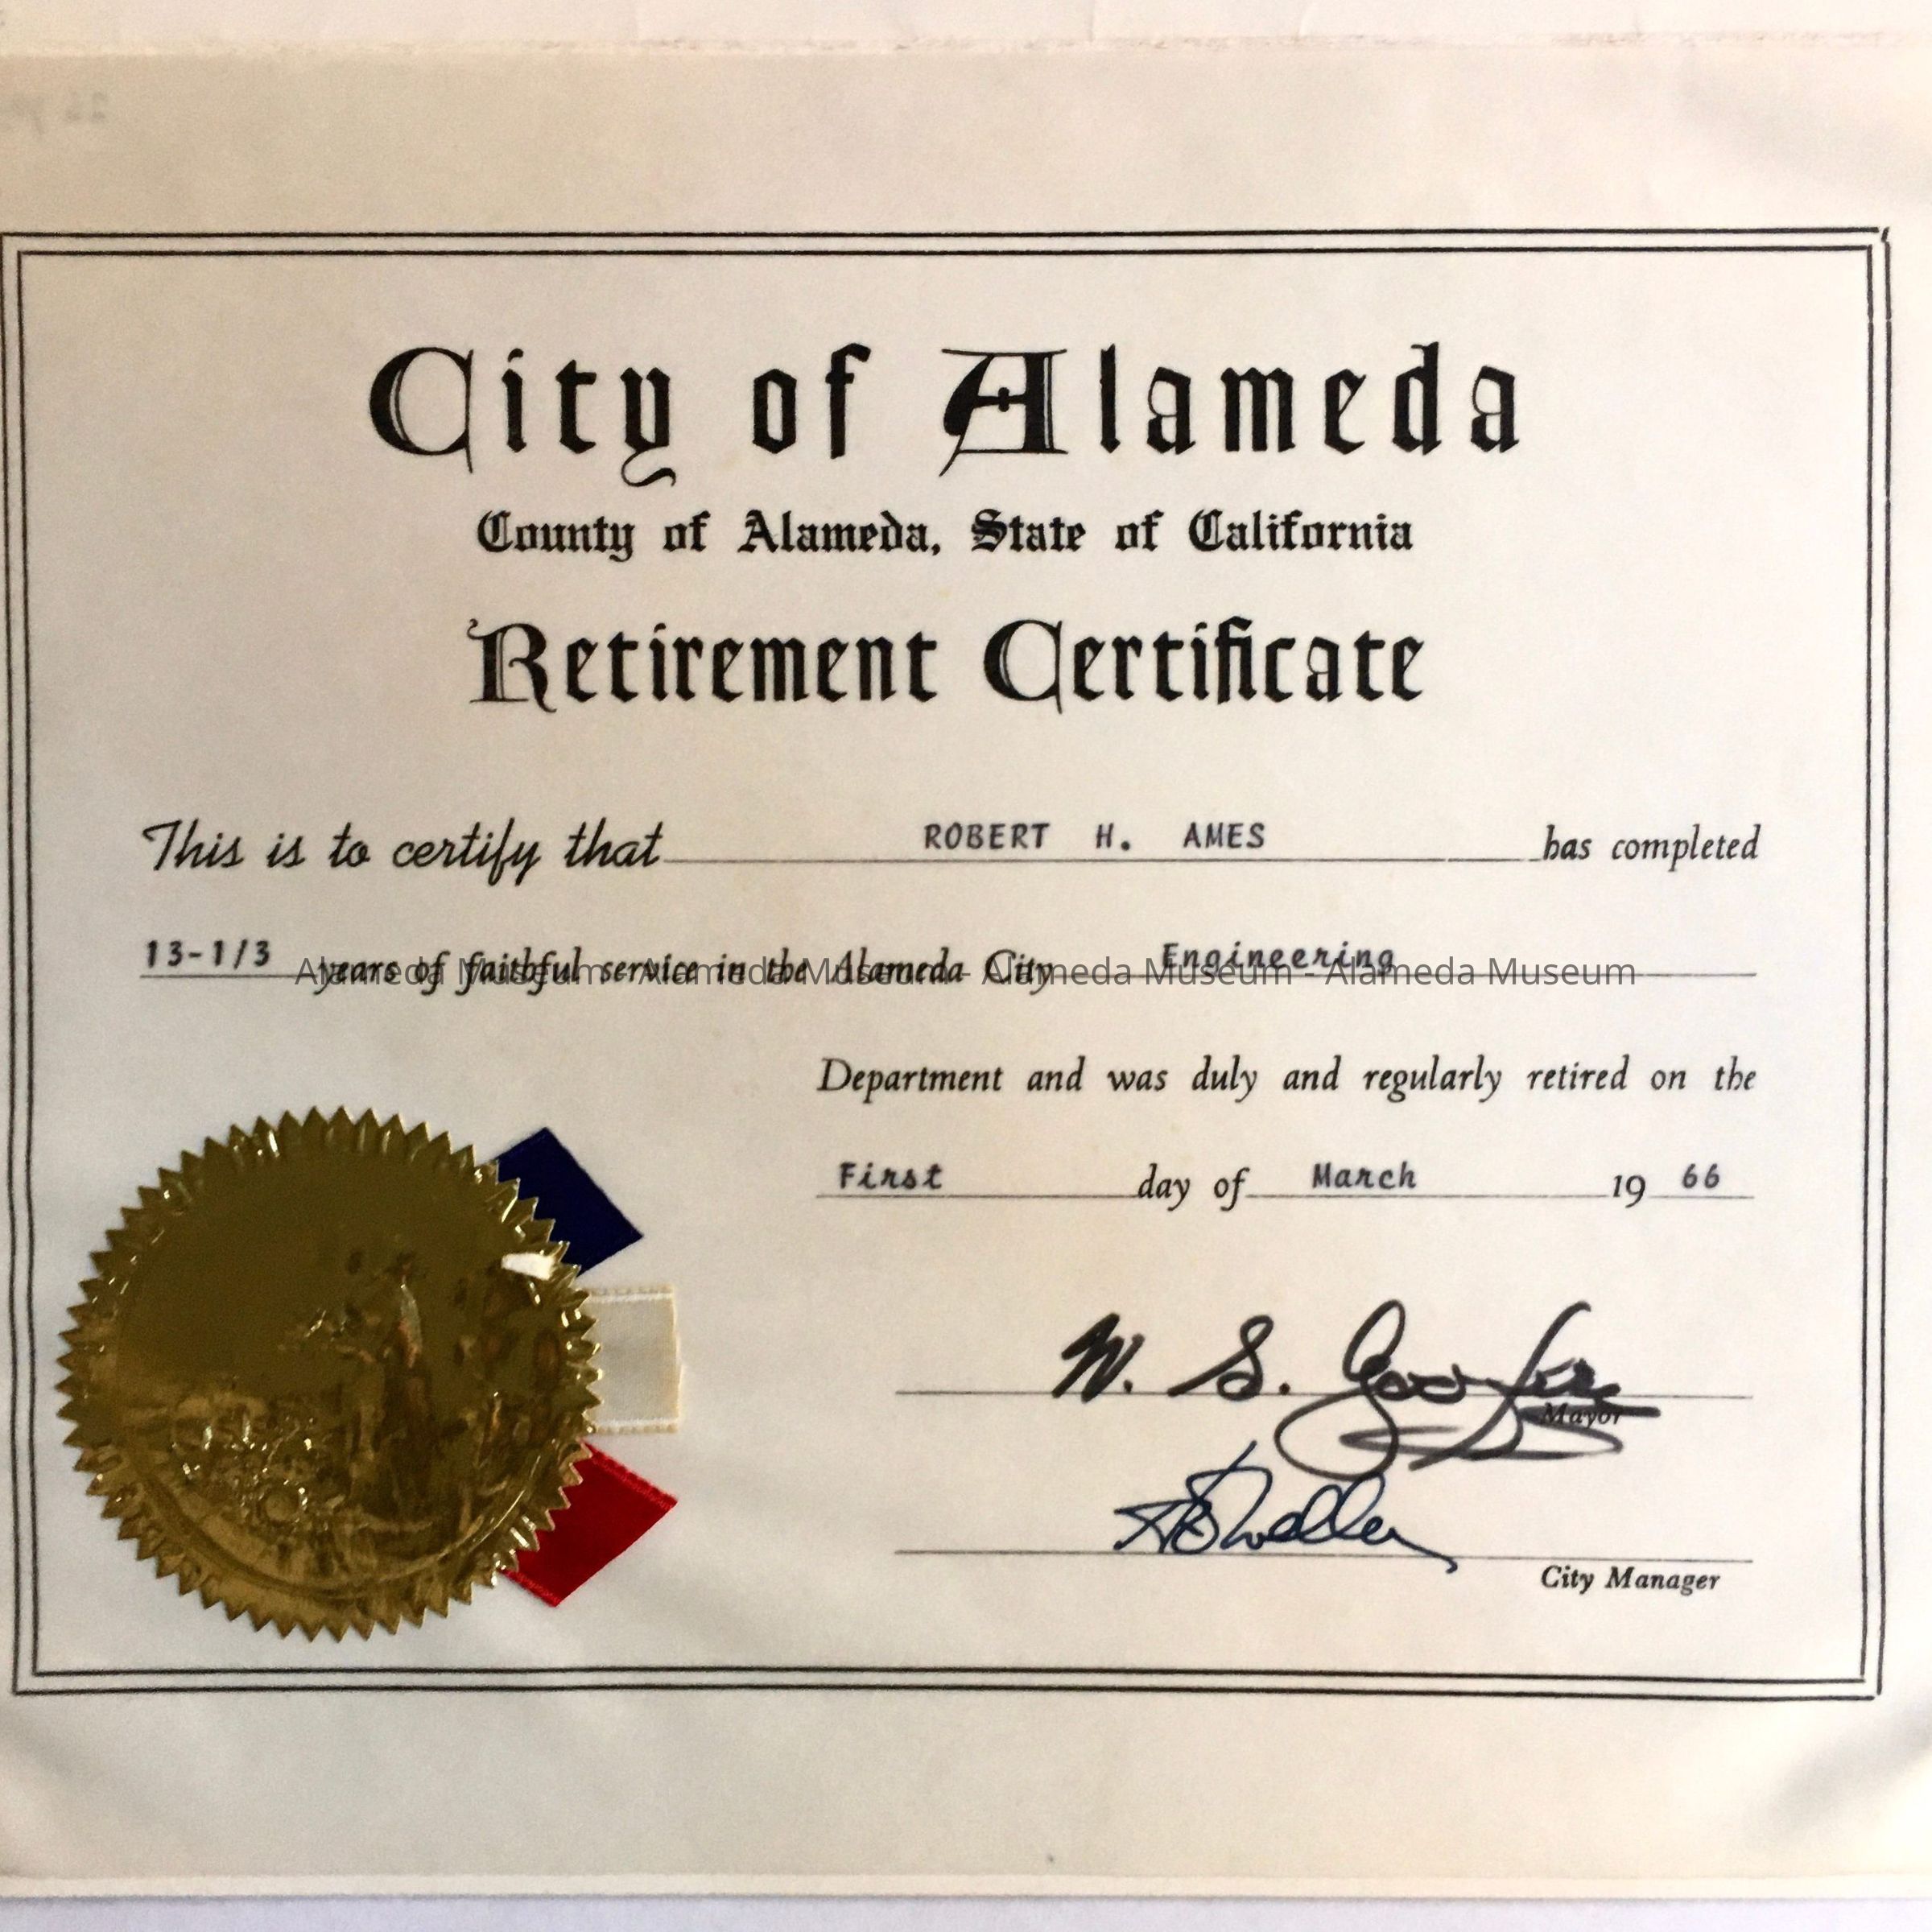 City of Alameda
County of Alameda, State of California
Retirement Certificate
This is to certify that ROBERT H. AMES has completed
13-1/3 years of faithful service in the Alameda City Engineering
Alameda Museum - Alameda Museum - Alameda Museum - Alameda Museum
Department and was duly and regularly retired on the
First day of March 19 66
W. S.
Mayor
City Manager